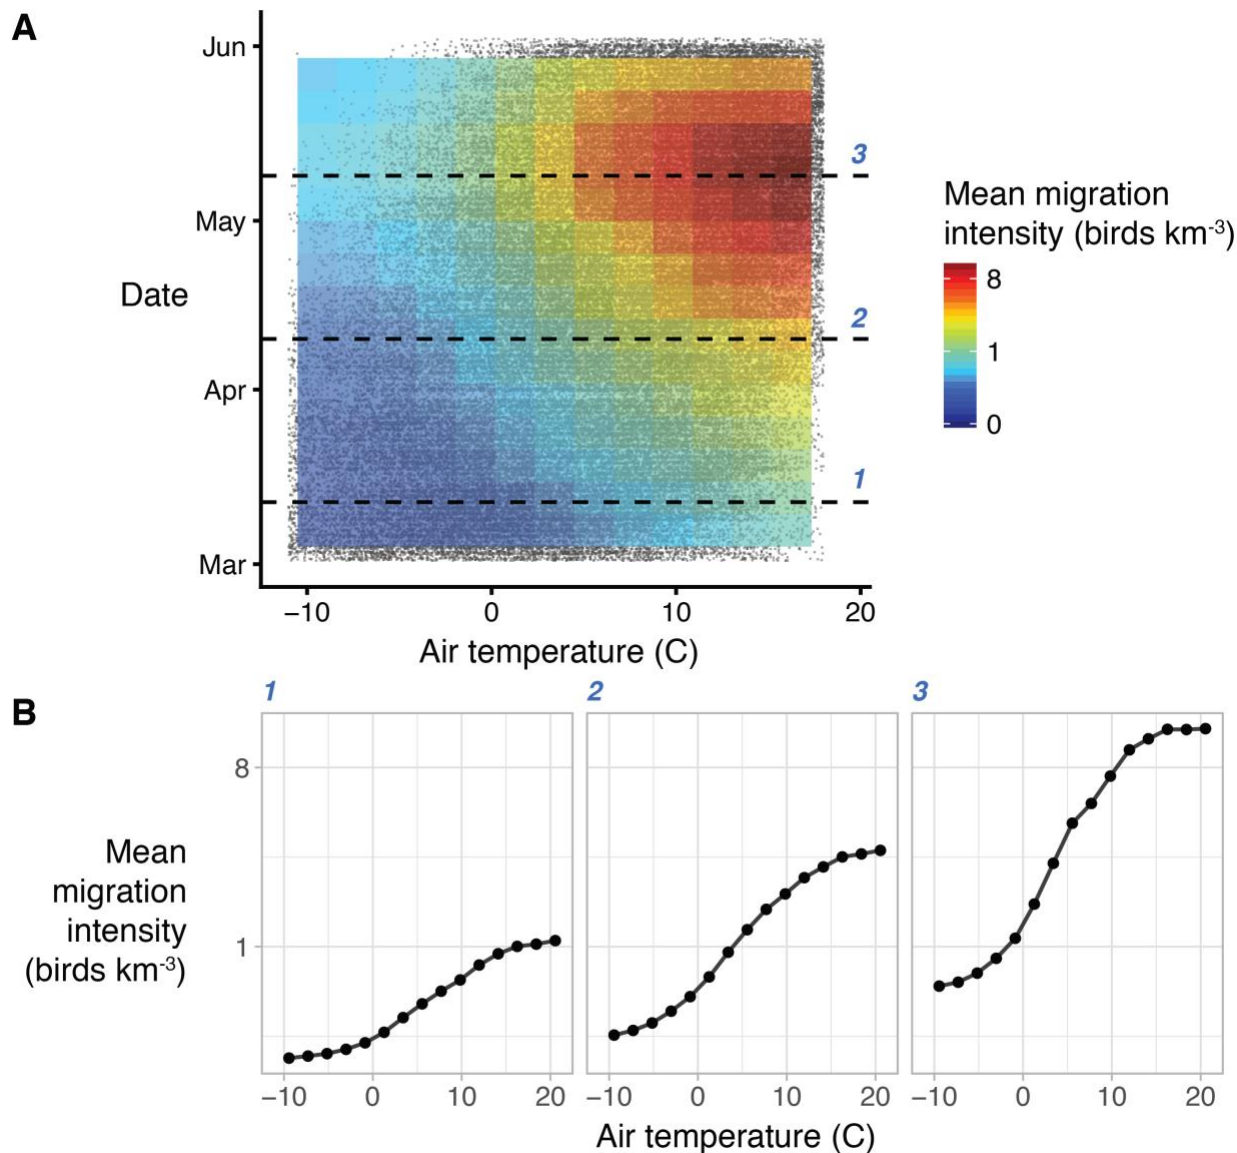 A
Jun
May
Date
Apr
Mar
3
2
1
−10 0 10 20
Air temperature (C)
Mean migration
intensity (birds km-3)
8
1
0
B
1 2 3
8
1
Mean
migration
intensity
(birds km-3)
−10 0 10 20 −10 0 10 20 −10 0 10 20
Air temperature (C)